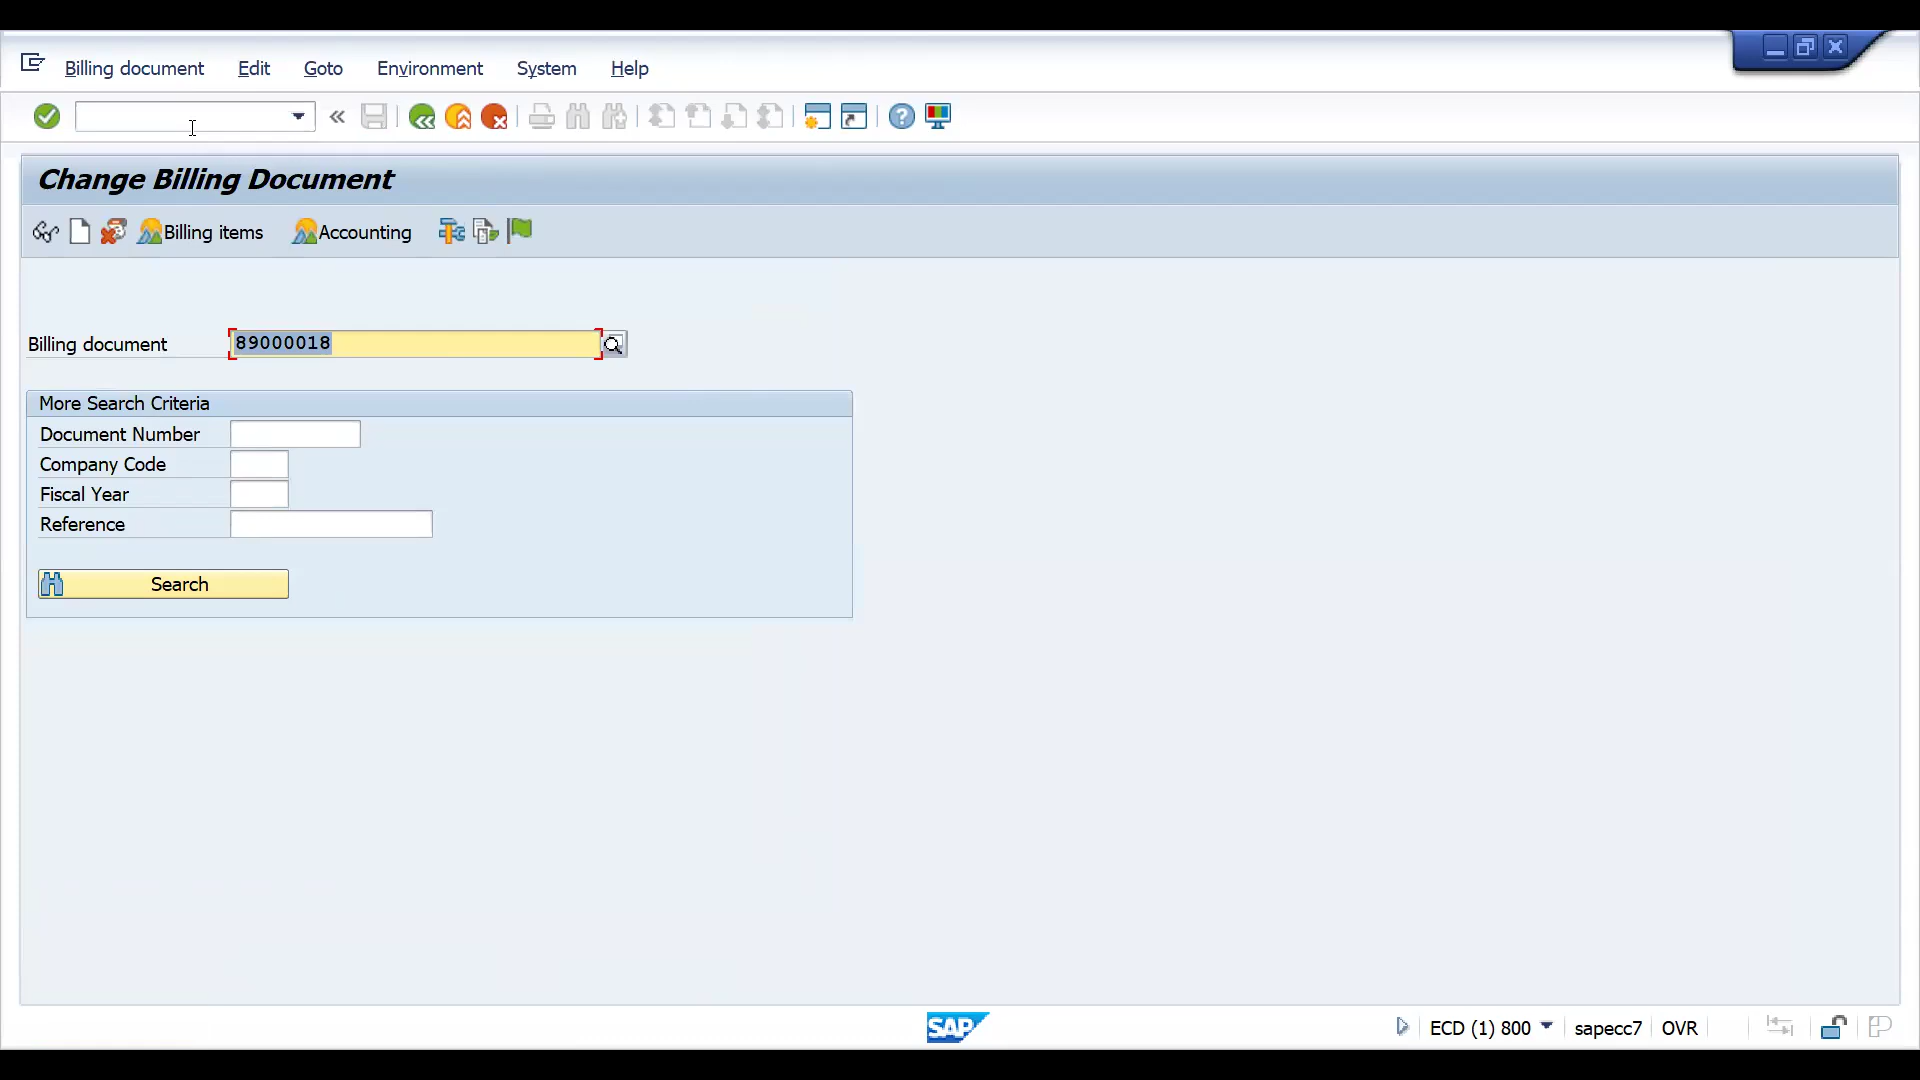 Billing document Edit Goto Environment System Help
Change Billing Document
Billing items Accounting
Billing document 89000018
More Search Criteria
Document Number
Company Code
Fiscal Year
Reference
Search
SAP ECD (1) 800 sapecc7 OVR